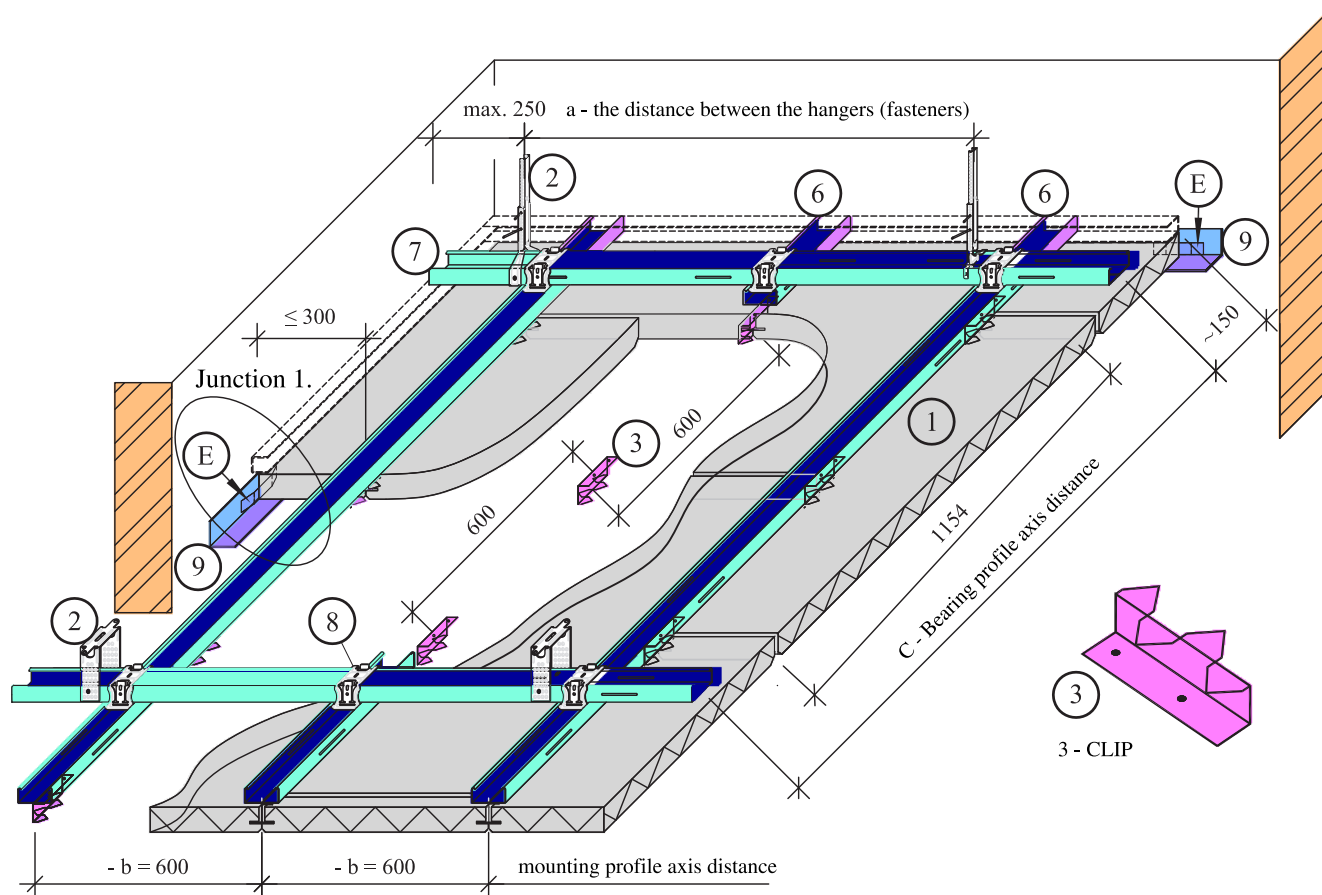 max. 250 a - the distance between the hangers (fasteners)
2
6
6
E
7
9
≤ 300
~150
Junction 1.
1
600
3
E
600
1154
9
C - Bearing profile axis distance
2
8
3
3 - CLIP
- b = 600
- b = 600
mounting profile axis distance